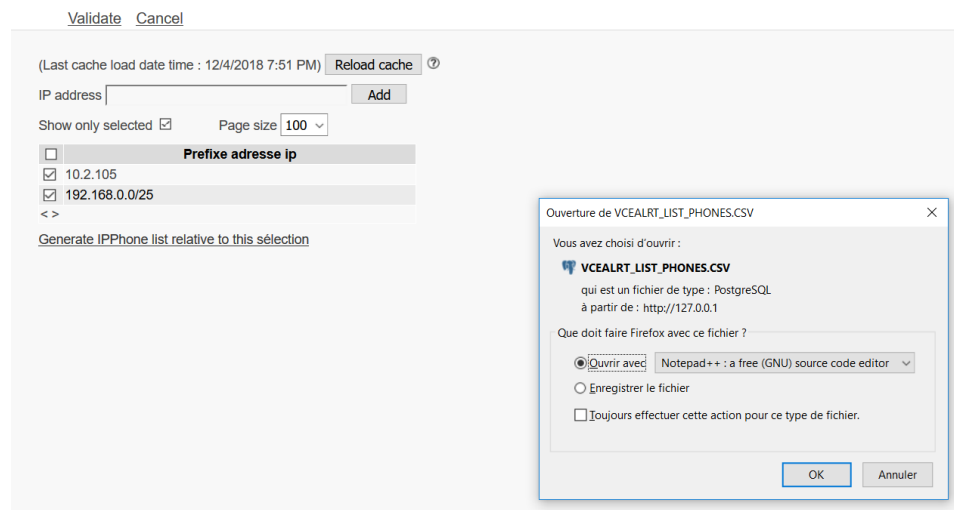 Validate Cancel
(Last cache load date time : 12/4/2018 7:51 PM) Reload cache ?
IP address Add
Show only selected Page size 100
Prefixe adresse ip
10.2.105
192.168.0.0/25
< >
Generate IPPhone list relative to this sélection
Ouverture de VCEALRT_LIST_PHONES.CSV
Vous avez choisi d'ouvrir :
VCEALRT_LIST_PHONES.CSV
qui est un fichier de type : PostgreSQL
à partir de : http://127.0.0.1
Que doit faire Firefox avec ce fichier ?
Ouvrir avec Notepad++ : a free (GNU) source code editor
Enregistrer le fichier
Toujours effectuer cette action pour ce type de fichier.
OK Annuler